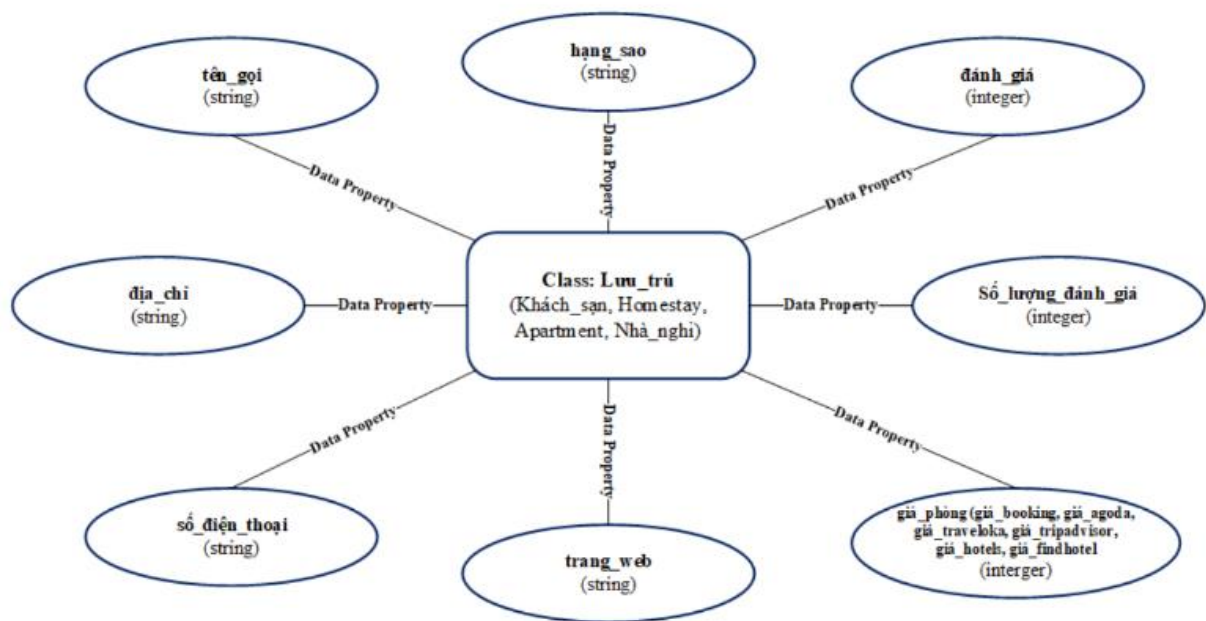 hạng_sao
(string)
tên_gọi
(string)
đánh_giá
(integer)
Data Property
Data Property
Data Property
Class: Lưu_trú
(Khách_sạn, Homestay,
Apartment, Nhà_nghỉ)
địa_chỉ
(string)
Data Property
Data Property
Số_lượng_đánh_giá
(integer)
Data Property
Data Property
Data Property
số_điện_thoại
(string)
trang_web
(string)
giá_phòng (giá_booking, giá_agoda,
giá_traveloka, giá_tripadvisor,
giá_hotels, giá_findhotel
(interger)